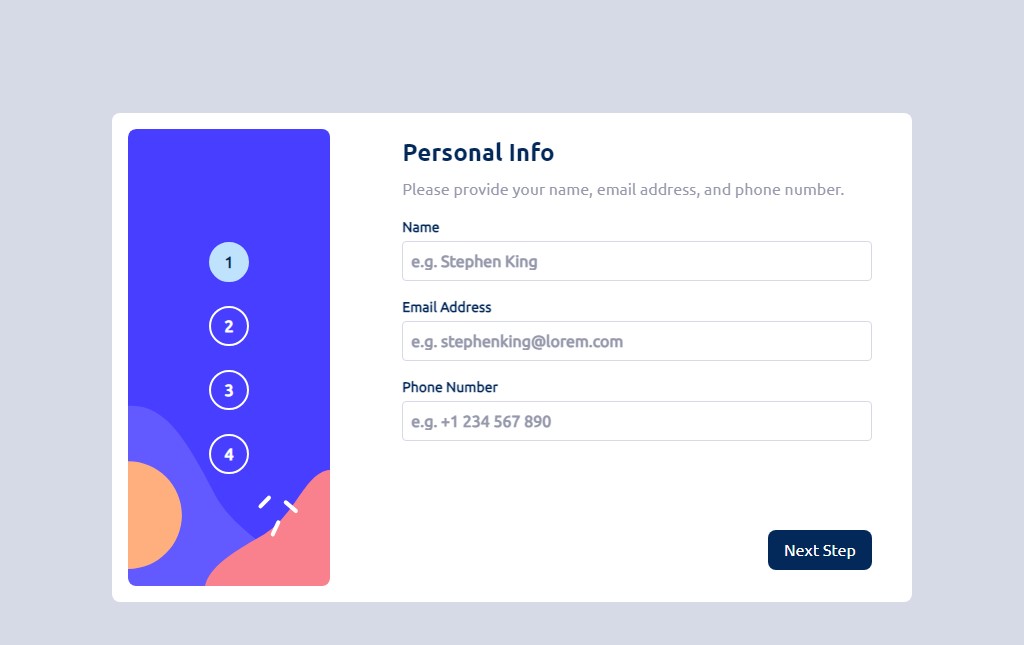 1
2
3
4
Personal Info
Please provide your name, email address, and phone number.
Name
e.g. Stephen King
Email Address
e.g. stephenking@lorem.com
Phone Number
e.g. +1 234 567 890
Next Step